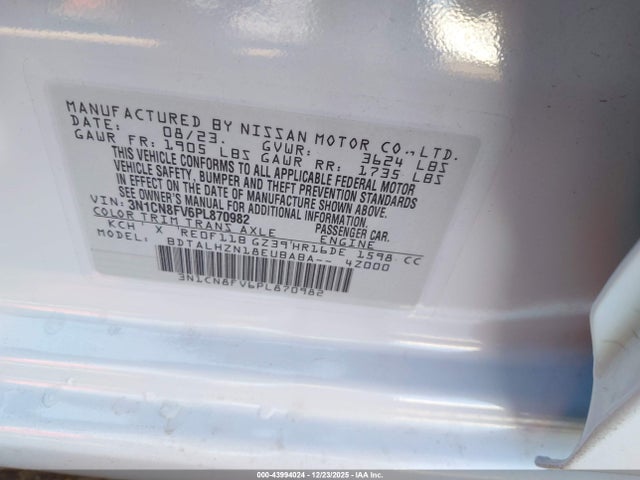 MANUFACTURED BY NISSAN MOTOR CO.,LTD.
DATE: 08/23. GVWR: 3624 LBS
GAWR FR: 1905 LBS GAWR RR: 1735 LBS
THIS VEHICLE CONFORMS TO ALL APPLICABLE FEDERAL MOTOR
VEHICLE SAFETY, BUMPER AND THEFT PREVENTION STANDARDS
IN EFFECT ON THE DATE OF MANUFACTURE SHOWN ABOVE.
SEE OWNER'S MANUAL FOR ADDITIONAL INFORMATION
VIN: 3N1CN8FV6PL870982 PASSENGER CAR.
COLOR TRIM TRANS AXLE ENGINE
KCH X RE0F11B GZ39 HR16DE 1598 CC
MODEL: BDTALHZN18EUBABA-- 4Z000
3N1CN8FV6PL870982
000-43994024 | 12/23/2025 | IAA Inc.